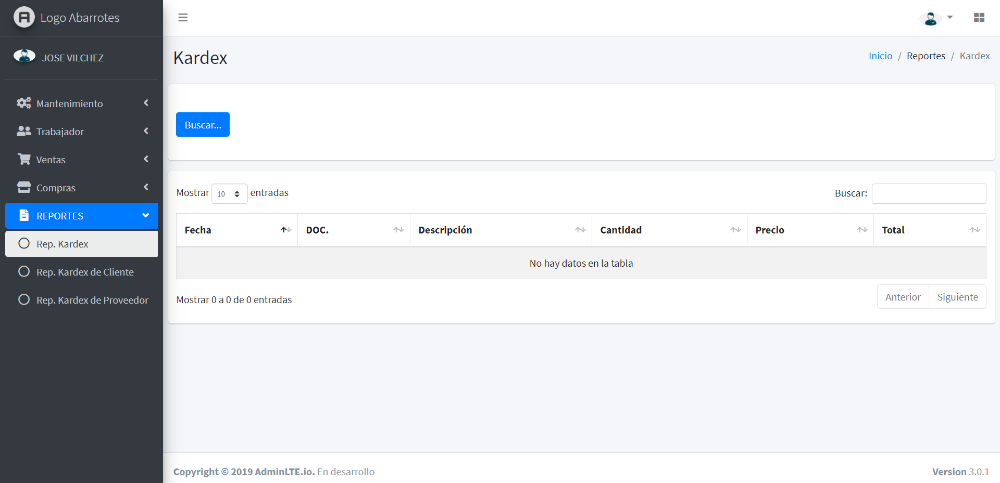 Logo Abarrotes
JOSE VILCHEZ
Mantenimiento
Trabajador
Ventas
Compras
REPORTES
Rep. Kardex
Rep. Kardex de Cliente
Rep. Kardex de Proveedor
Kardex
Inicio / Reportes / Kardex
Buscar...
Mostrar 10 entradas
Buscar:
Fecha DOC. Descripción Cantidad Precio Total
No hay datos en la tabla
Mostrar 0 a 0 de 0 entradas
Anterior Siguiente
Copyright © 2019 AdminLTE.io. En desarrollo
Version 3.0.1